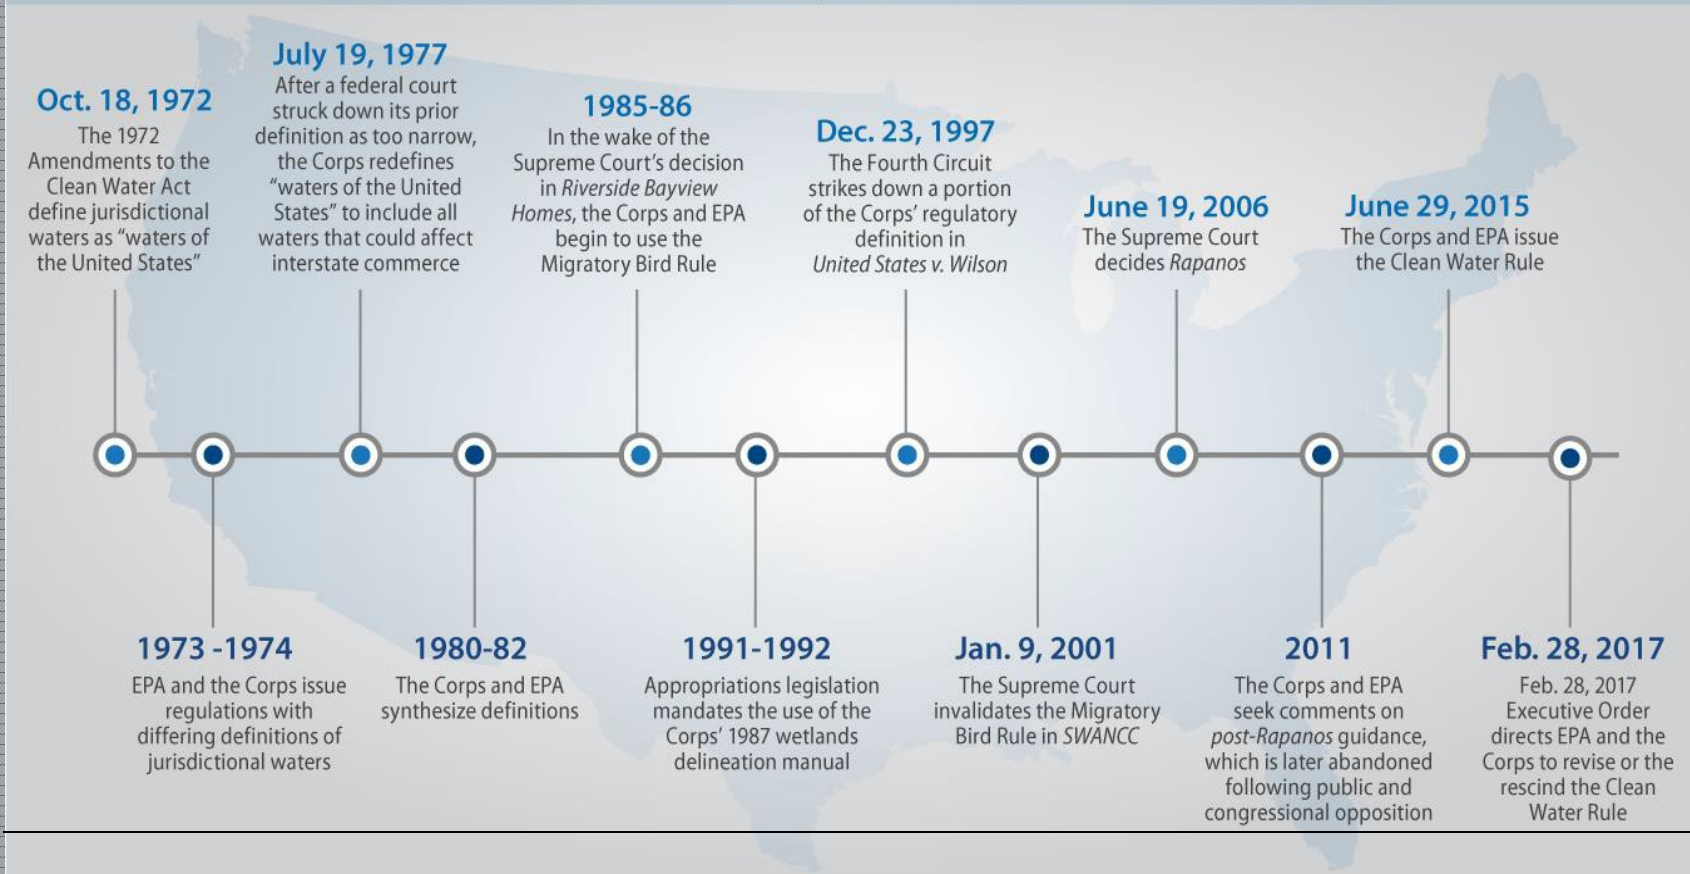 Oct. 18, 1972
The 1972
Amendments to the
Clean Water Act
define jurisdictional
waters as “waters of
the United States”
July 19, 1977
After a federal court
struck down its prior
definition as too narrow,
the Corps redefines
“waters of the United
States” to include all
waters that could affect
interstate commerce
1985-86
In the wake of the
Supreme Court’s decision
in Riverside Bayview
Homes, the Corps and EPA
begin to use the
Migratory Bird Rule
Dec. 23, 1997
The Fourth Circuit
strikes down a portion
of the Corps’ regulatory
definition in
United States v. Wilson
June 19, 2006
The Supreme Court
decides Rapanos
June 29, 2015
The Corps and EPA issue
the Clean Water Rule
1973 -1974
EPA and the Corps issue
regulations with
differing definitions of
jurisdictional waters
1980-82
The Corps and EPA
synthesize definitions
1991-1992
Appropriations legislation
mandates the use of the
Corps’ 1987 wetlands
delineation manual
Jan. 9, 2001
The Supreme Court
invalidates the Migratory
Bird Rule in SWANCC
2011
The Corps and EPA
seek comments on
post-Rapanos guidance,
which is later abandoned
following public and
congressional opposition
Feb. 28, 2017
Feb. 28, 2017
Executive Order
directs EPA and the
Corps to revise or the
rescind the Clean
Water Rule